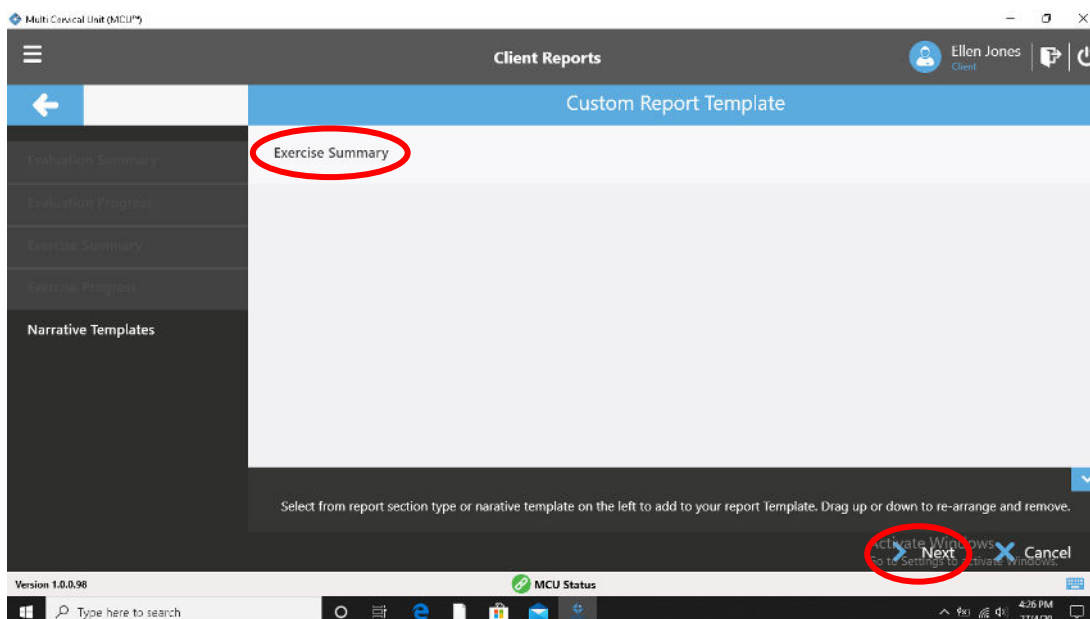 Multi Cervical Unit (MCU™)
Client Reports
Ellen Jones
Client
Custom Report Template
Evaluation Summary
Evaluation Progress
Exercise Summary
Exercise Progress
Narrative Templates
Exercise Summary
Select from report section type or narative template on the left to add to your report Template. Drag up or down to re-arrange and remove.
Activate Windows
Go to Settings to activate Windows.
Next
Cancel
Version 1.0.0.98
MCU Status
Type here to search
4:26 PM